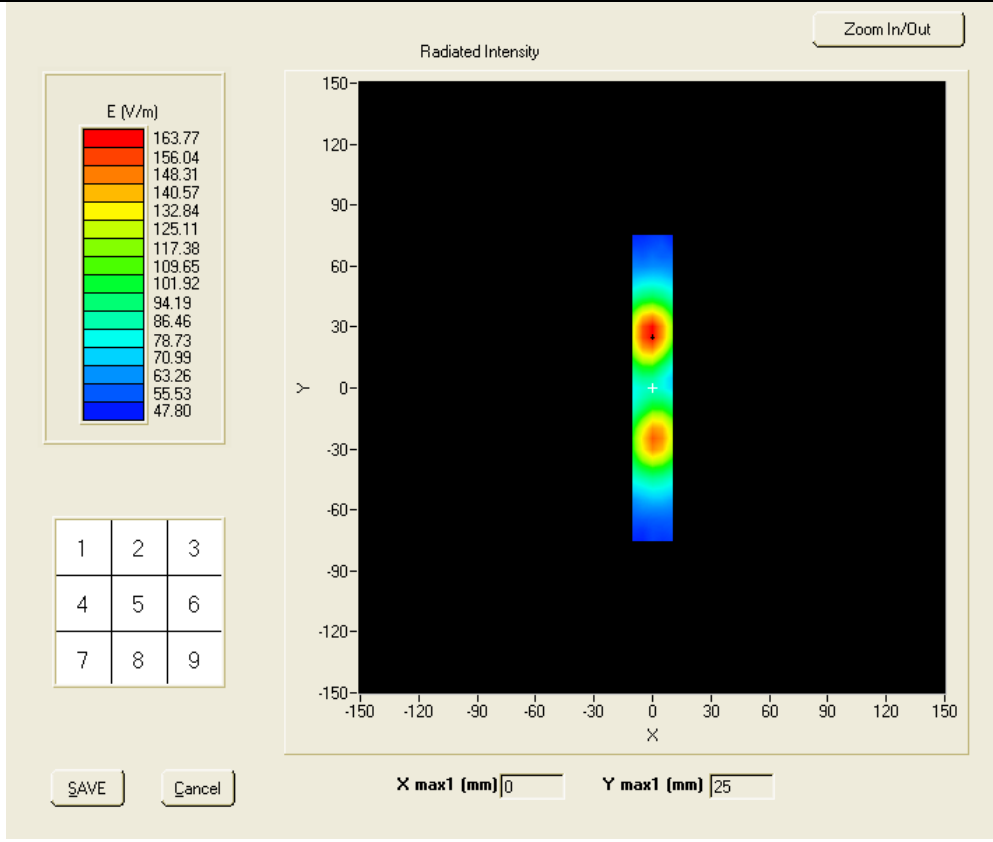 Zoom In/Out
Radiated Intensity
E (V/m)
163.77
156.04
148.31
140.57
132.84
125.11
117.38
109.65
101.92
94.19
86.46
78.73
70.99
63.26
55.53
47.80
150
120
90
60
30
0
-30
-60
-90
-120
-150
Y
-150 -120 -90 -60 -30 0 30 60 90 120 150
X
1 2 3
4 5 6
7 8 9
SAVE Cancel X max1 (mm) 0 Y max1 (mm) 25